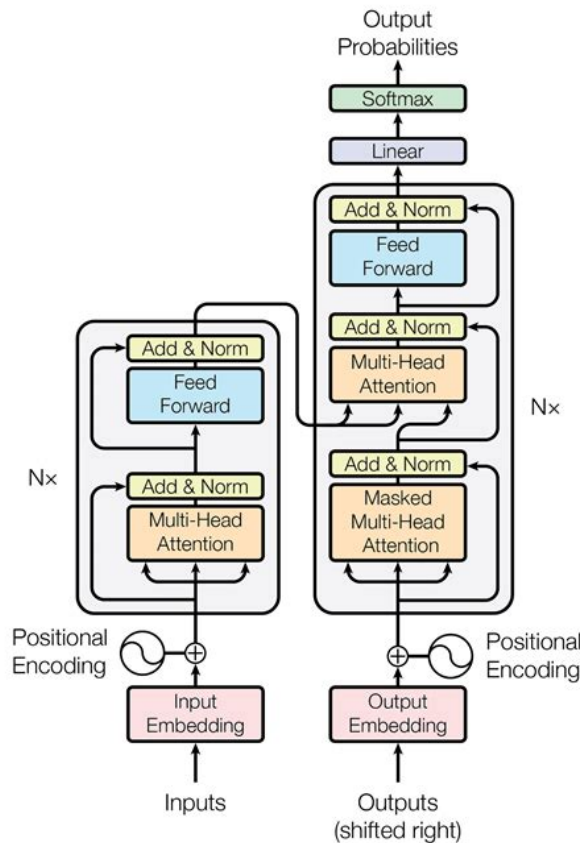 Output
Probabilities
Softmax
Linear
Add & Norm
Feed
Forward
Add & Norm
Multi-Head
Attention
Nx
Add & Norm
Masked
Multi-Head
Attention
Add & Norm
Feed
Forward
Nx
Add & Norm
Multi-Head
Attention
Positional
Encoding
Positional
Encoding
Input
Embedding
Output
Embedding
Inputs
Outputs
(shifted right)